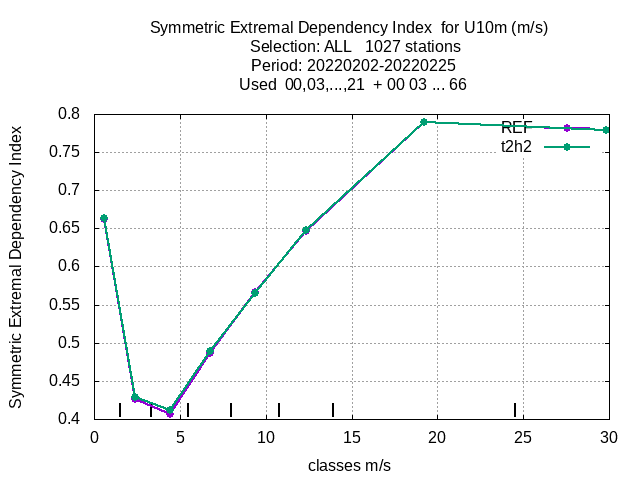 Symmetric Extremal Dependency Index  for U10m (m/s)
Selection: ALL   1027 stations
Period: 20220202-20220225
Used  00,03,...,21  + 00 03 ... 66
Symmetric Extremal Dependency Index
0.8
0.75
0.7
0.65
0.6
0.55
0.5
0.45
0.4
REF
t2h2
0 5 10 15 20 25 30
classes m/s